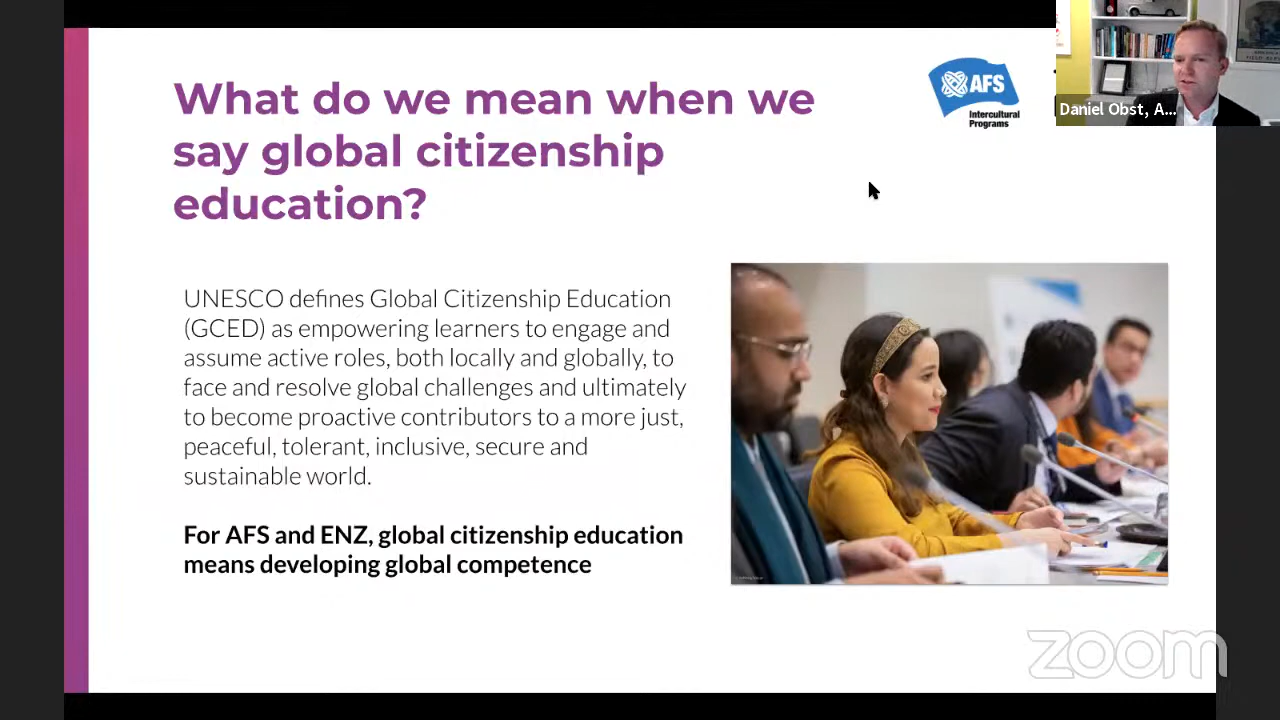 What do we mean when we
say global citizenship
education?
AFS
Intercultural
Programs
Daniel Obst, A...
UNESCO defines Global Citizenship Education
(GCED) as empowering learners to engage and
assume active roles, both locally and globally, to
face and resolve global challenges and ultimately
to become proactive contributors to a more just,
peaceful, tolerant, inclusive, secure and
sustainable world.
For AFS and ENZ, global citizenship education
means developing global competence
zoom